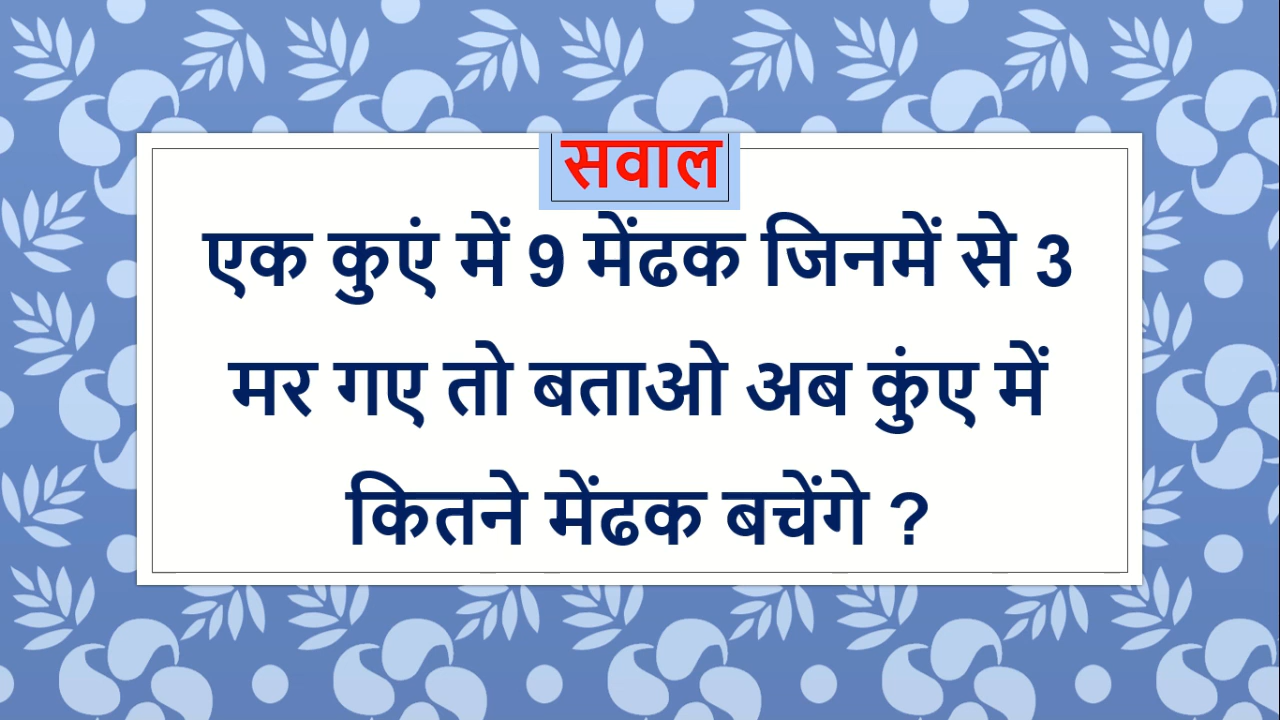 सवाल
एक कुएं में 9 मेंढक जिनमें से 3
मर गए तो बताओ अब कुंए में
कितने मेंढक बचेंगे ?